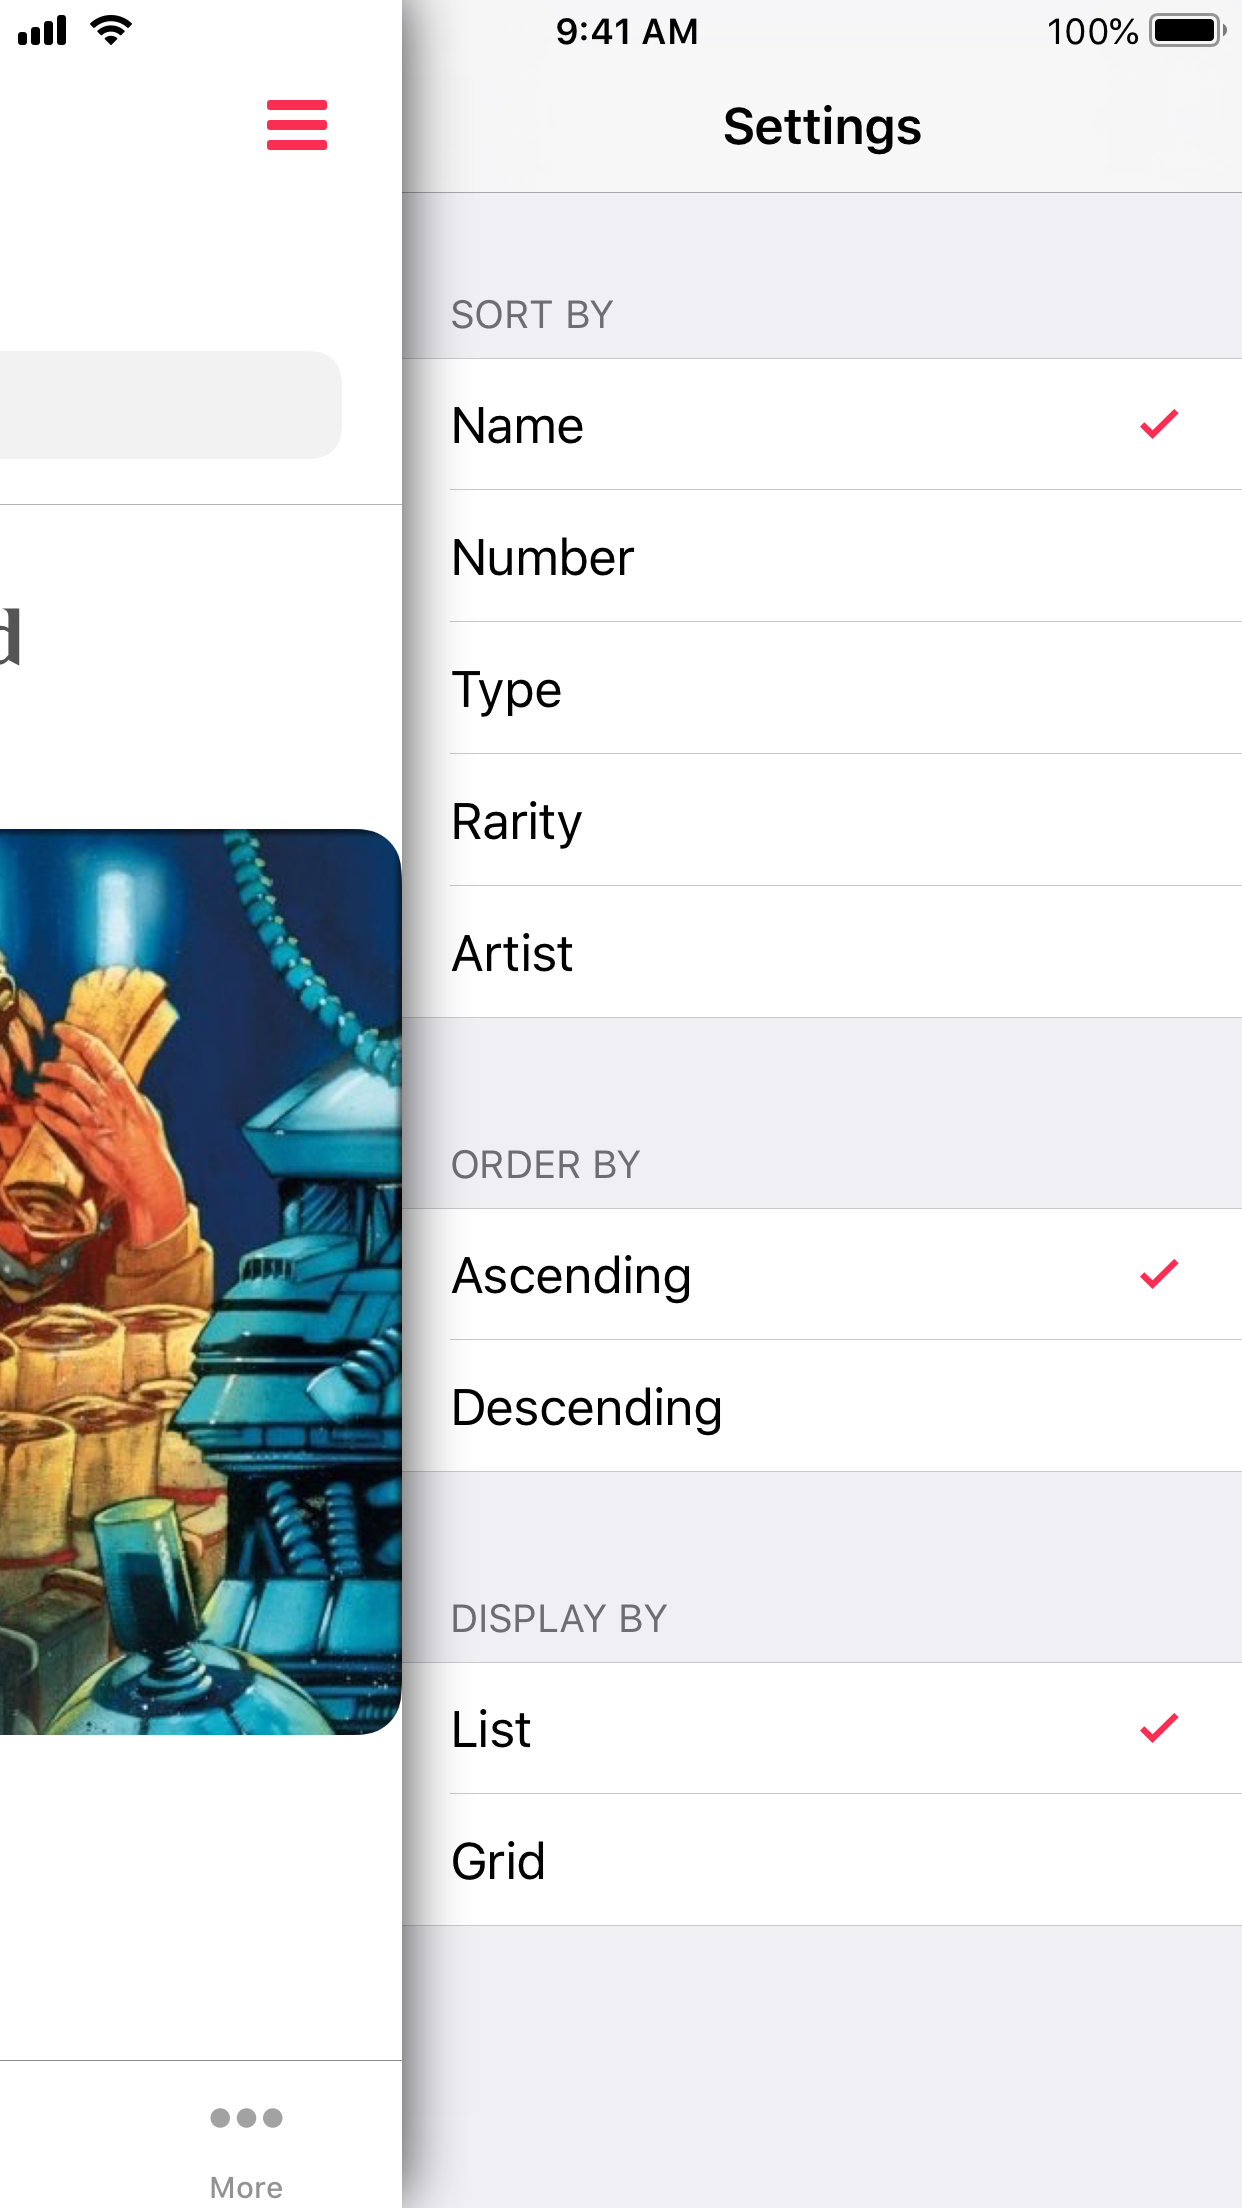 9:41 AM
100%
Settings
SORT BY
Name
Number
Type
Rarity
Artist
ORDER BY
Ascending
Descending
DISPLAY BY
List
Grid
d
More